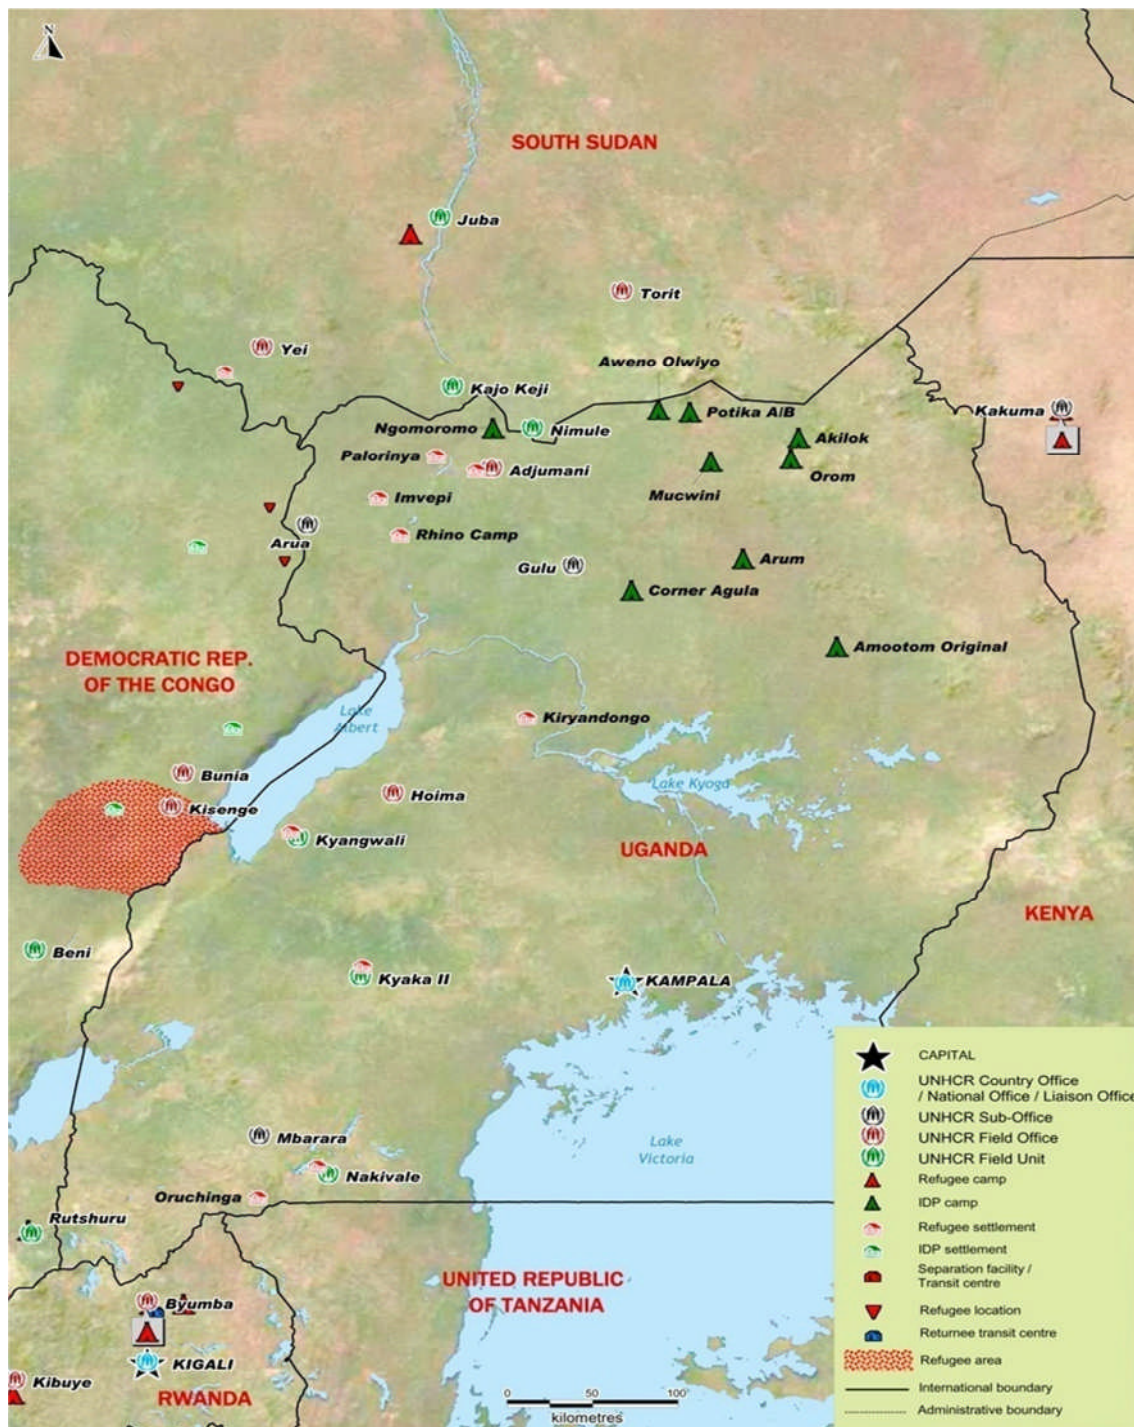 N
SOUTH SUDAN
Juba
Torit
Yei
Aweno Olwiyo
Kajo Keji
Potika A/B
Kakuma
Ngomoromo
Nimule
Akilok
Palorinya
Adjumani
Orom
Mucwini
Imvepi
Rhino Camp
Arua
Gulu
Arum
Corner Agula
Amootom Original
DEMOCRATIC REP.
OF THE CONGO
Lake
Albert
Kiryandongo
Bunia
Lake Kyoga
Hoima
Kisenge
Kyangwali
UGANDA
KENYA
Beni
Kyaka II
KAMPALA
Mbarara
Lake
Victoria
Nakivale
Oruchinga
Rutshuru
UNITED REPUBLIC
OF TANZANIA
Byumba
KIGALI
Kibuye
RWANDA
0 50 100
kilometres
CAPITAL
UNHCR Country Office
/ National Office / Liaison Office
UNHCR Sub-Office
UNHCR Field Office
UNHCR Field Unit
Refugee camp
IDP camp
Refugee settlement
IDP settlement
Separation facility /
Transit centre
Refugee location
Returnee transit centre
Refugee area
International boundary
Administrative boundary